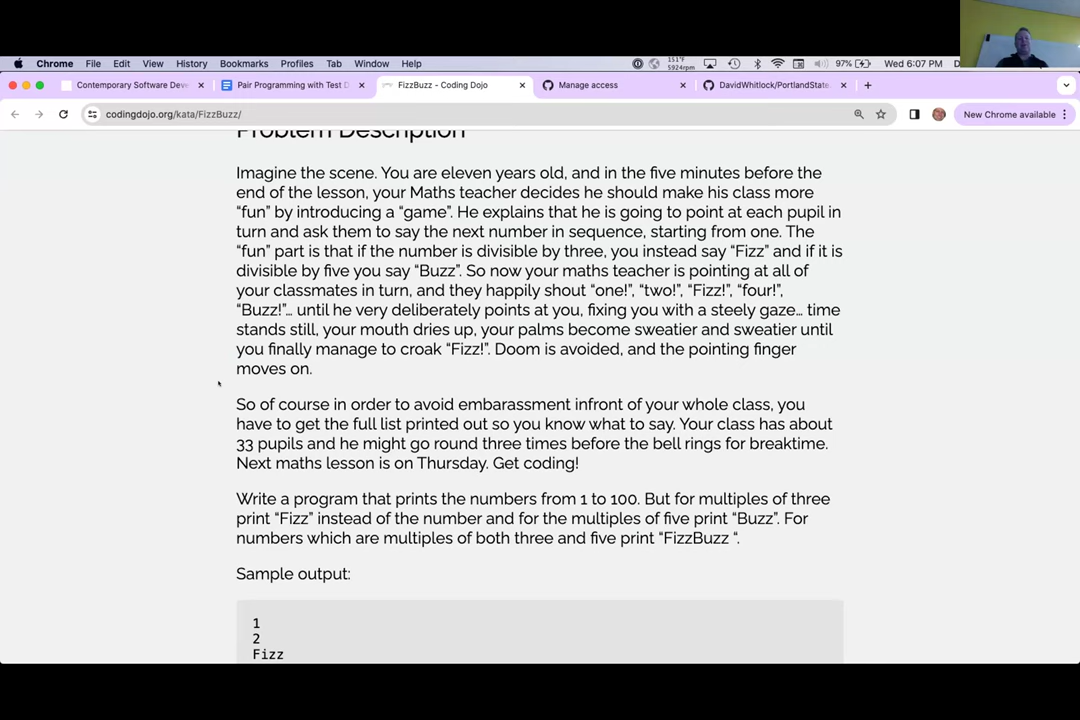 Chrome File Edit View History Bookmarks Profiles Tab Window Help 151°F 5924rpm 97% Wed 6:07 PM D
Contemporary Software Deve × Pair Programming with Test D × FizzBuzz - Coding Dojo × Manage access × DavidWhitlock/PortlandState. × +
codingdojo.org/kata/FizzBuzz/ New Chrome available
Problem Description
Imagine the scene. You are eleven years old, and in the five minutes before the
end of the lesson, your Maths teacher decides he should make his class more
“fun” by introducing a “game”. He explains that he is going to point at each pupil in
turn and ask them to say the next number in sequence, starting from one. The
“fun” part is that if the number is divisible by three, you instead say “Fizz” and if it is
divisible by five you say “Buzz”. So now your maths teacher is pointing at all of
your classmates in turn, and they happily shout “one!”, “two!”, “Fizz!”, “four!”,
“Buzz!”… until he very deliberately points at you, fixing you with a steely gaze… time
stands still, your mouth dries up, your palms become sweatier and sweatier until
you finally manage to croak “Fizz!”. Doom is avoided, and the pointing finger
moves on.
So of course in order to avoid embarassment infront of your whole class, you
have to get the full list printed out so you know what to say. Your class has about
33 pupils and he might go round three times before the bell rings for breaktime.
Next maths lesson is on Thursday. Get coding!
Write a program that prints the numbers from 1 to 100. But for multiples of three
print “Fizz” instead of the number and for the multiples of five print “Buzz”. For
numbers which are multiples of both three and five print “FizzBuzz “.
Sample output:
1
2
Fizz